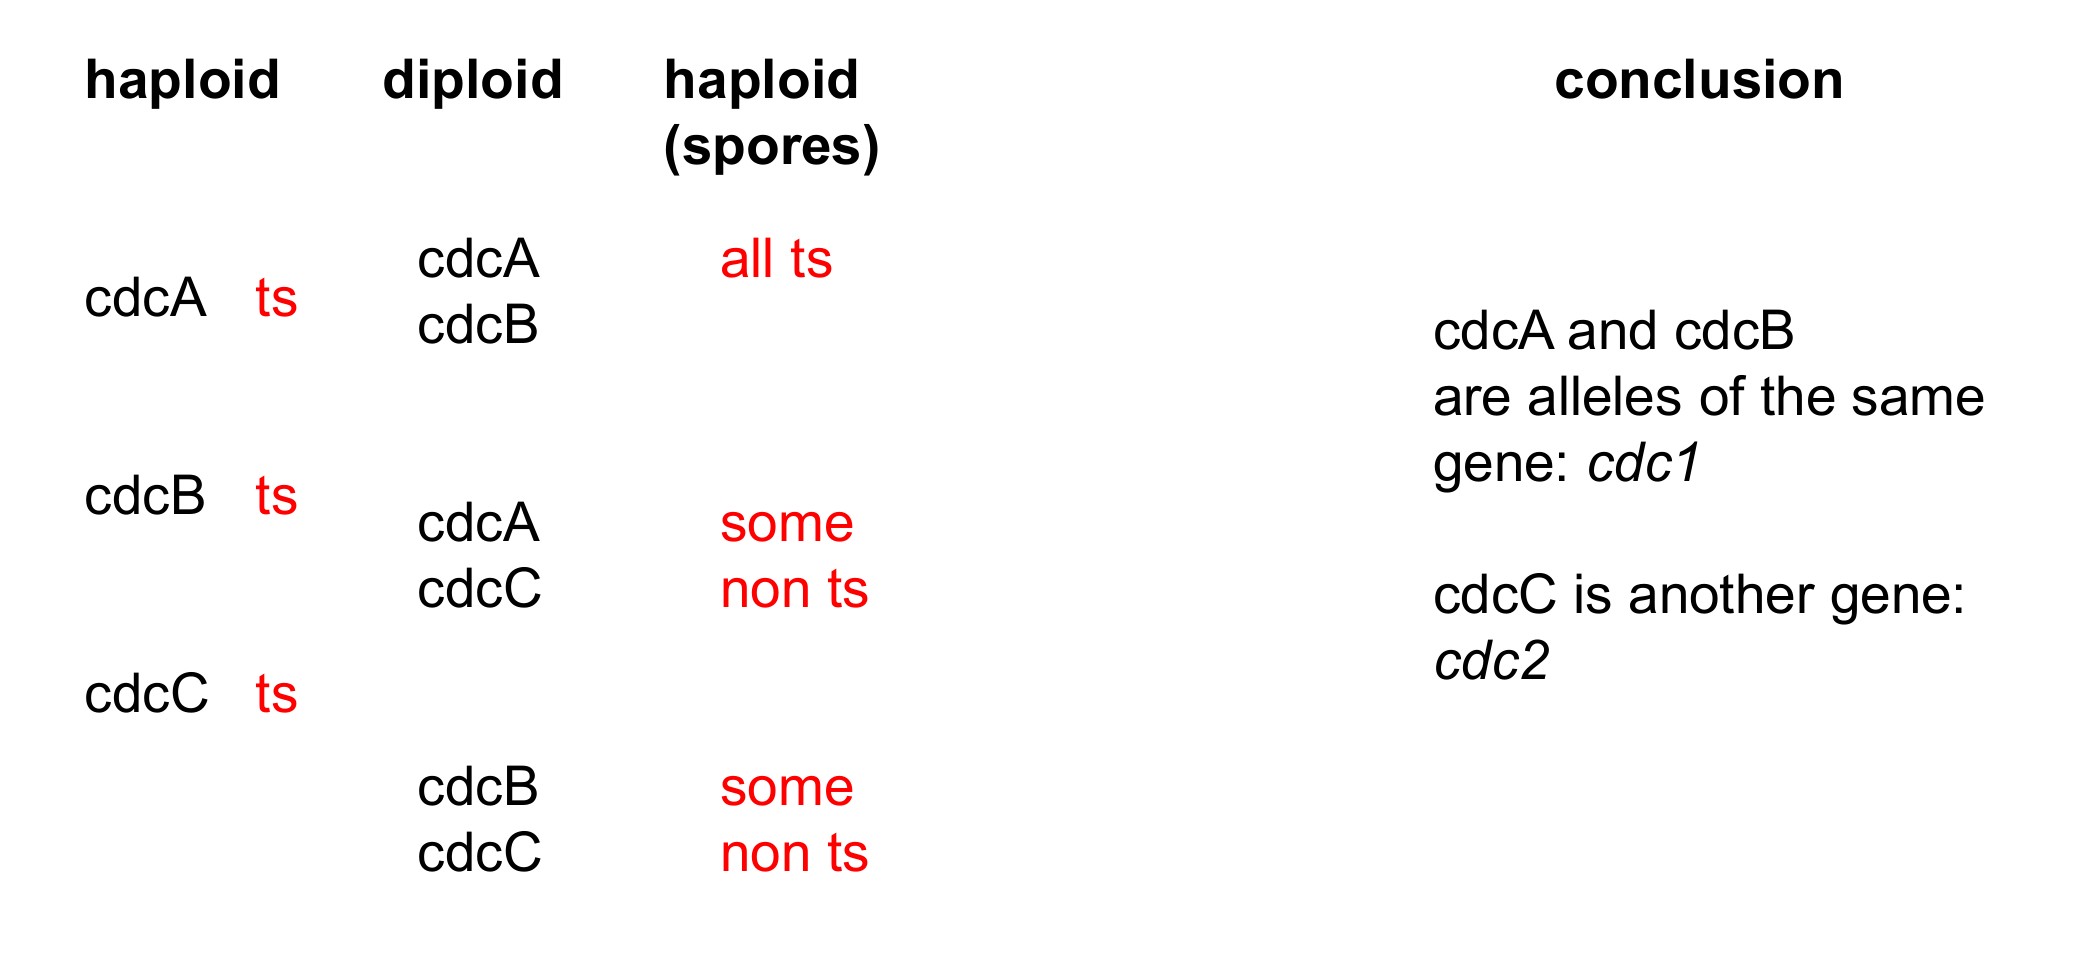 haploid diploid haploid (spores) conclusion
cdcA ts
cdcB ts
cdcC ts
cdcA
cdcB
all ts
cdcA
cdcC
some
non ts
cdcB
cdcC
some
non ts
cdcA and cdcB
are alleles of the same
gene: cdc1
cdcC is another gene:
cdc2